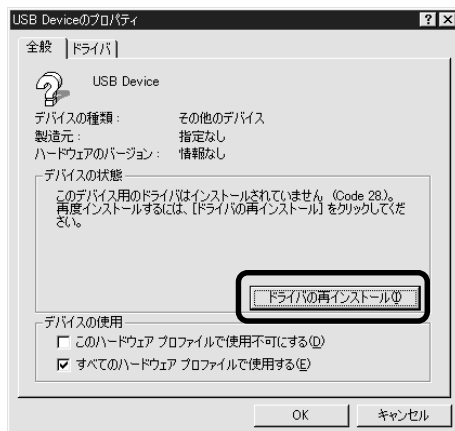 USB Deviceのプロパティ
全般 ドライバ
USB Device
デバイスの種類： その他のデバイス
製造元： 指定なし
ハードウェアのバージョン： 情報なし
デバイスの状態
このデバイス用のドライバはインストールされていません (Code 28.)。
再度インストールするには、[ドライバの再インストール] をクリックしてくだ
さい。
ドライバの再インストール(I)
デバイスの使用
このハードウェア プロファイルで使用不可にする(D)
すべてのハードウェア プロファイルで使用する(E)
OK キャンセル